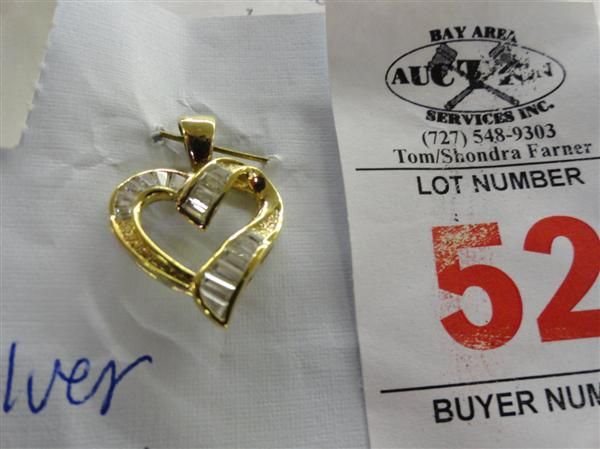 BAY AREA
AUCTION
SERVICES INC.
(727) 548-9303
Tom/Shondra Farner
LOT NUMBER
52
BUYER NUM
lver